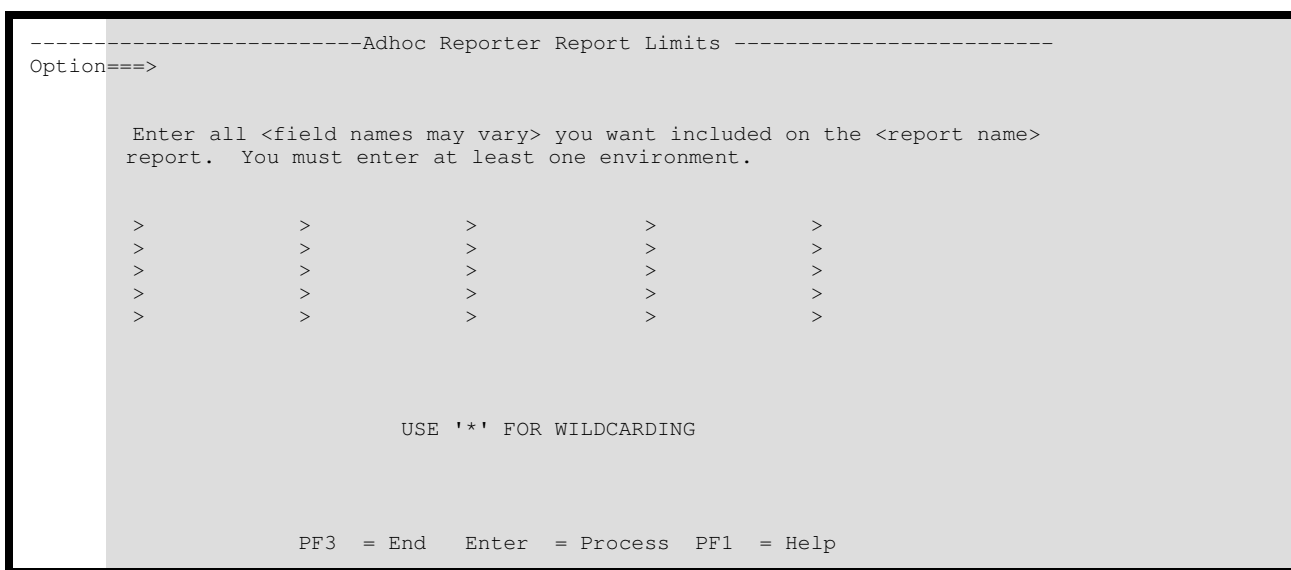 --------------------------Adhoc Reporter Report Limits -------------------------
Option===>
Enter all <field names may vary> you want included on the <report name>
report.  You must enter at least one environment.
> > > > >
> > > > >
> > > > >
> > > > >
> > > > >
USE '*' FOR WILDCARDING
PF3  = End   Enter  = Process  PF1  = Help